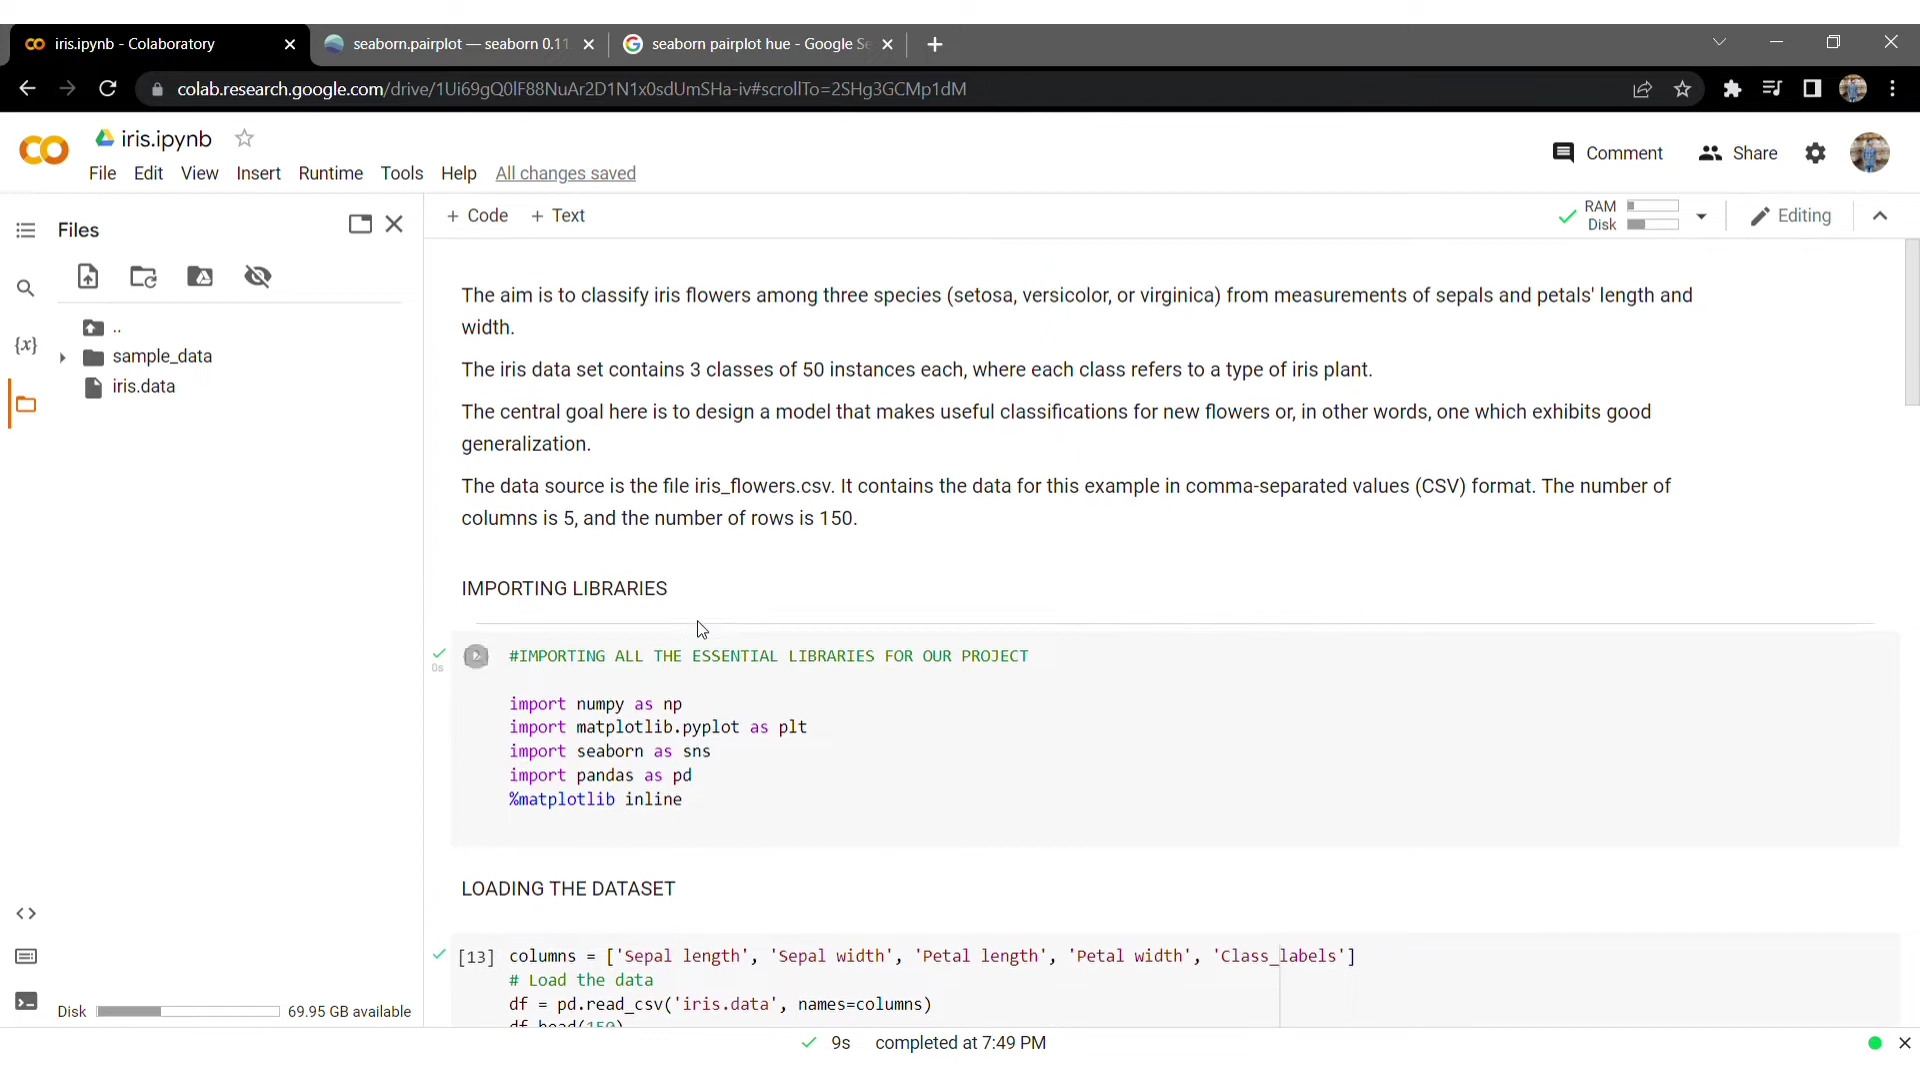 iris.ipynb - Colaboratory
seaborn.pairplot — seaborn 0.11.
seaborn pairplot hue - Google Se
colab.research.google.com/drive/1Ui69gQ0lF88NuAr2D1N1x0sdUmSHa-iv#scrollTo=2SHg3GCMp1dM
iris.ipynb
Comment
Share
File Edit View Insert Runtime Tools Help All changes saved
Files
+ Code + Text
RAM
Disk
Editing
..
sample_data
iris.data
{x}
The aim is to classify iris flowers among three species (setosa, versicolor, or virginica) from measurements of sepals and petals' length and
width.
The iris data set contains 3 classes of 50 instances each, where each class refers to a type of iris plant.
The central goal here is to design a model that makes useful classifications for new flowers or, in other words, one which exhibits good
generalization.
The data source is the file iris_flowers.csv. It contains the data for this example in comma-separated values (CSV) format. The number of
columns is 5, and the number of rows is 150.
IMPORTING LIBRARIES
0s
#IMPORTING ALL THE ESSENTIAL LIBRARIES FOR OUR PROJECT
import numpy as np
import matplotlib.pyplot as plt
import seaborn as sns
import pandas as pd
%matplotlib inline
LOADING THE DATASET
[13] columns = ['Sepal length', 'Sepal width', 'Petal length', 'Petal width', 'Class_labels']
# Load the data
df = pd.read_csv('iris.data', names=columns)
df.head(150)
Disk 69.95 GB available
9s completed at 7:49 PM